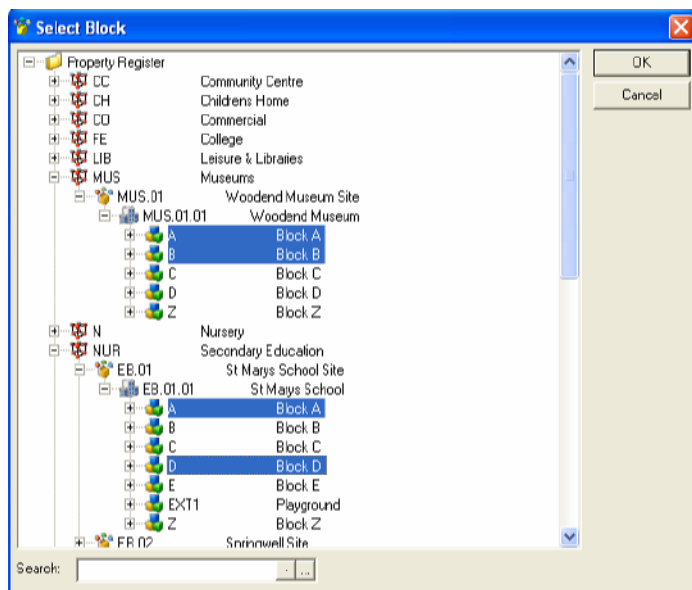 Select Block
Property Register
OK
CC Community Centre
CH Childrens Home
Cancel
CO Commercial
FE College
LIB Leisure & Libraries
MUS Museums
MUS.01 Woodend Museum Site
MUS.01.01 Woodend Museum
A Block A
B Block B
C Block C
D Block D
Z Block Z
N Nursery
NUR Secondary Education
EB.01 St Marys School Site
EB.01.01 St Marys School
A Block A
B Block B
C Block C
D Block D
E Block E
EXT1 Playground
Z Block Z
EB.02 Springwell Site
Search: . ...